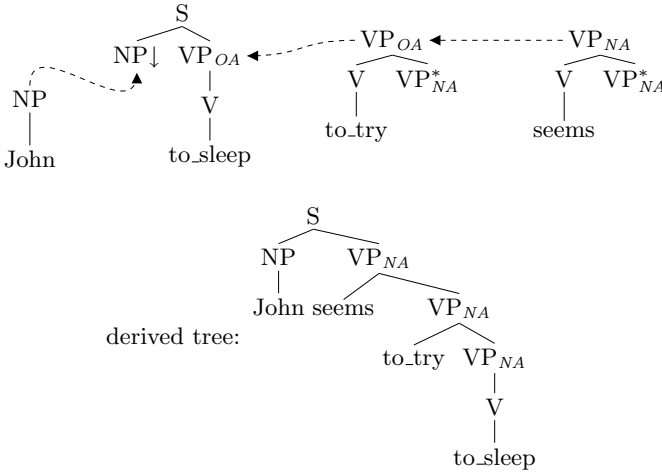 S
NP↓ VP_OA VP_OA VP_NA
NP V V VP*_NA V VP*_NA
John to_sleep to_try seems
S
NP VP_NA
John seems VP_NA
derived tree:
to_try VP_NA
V
to_sleep